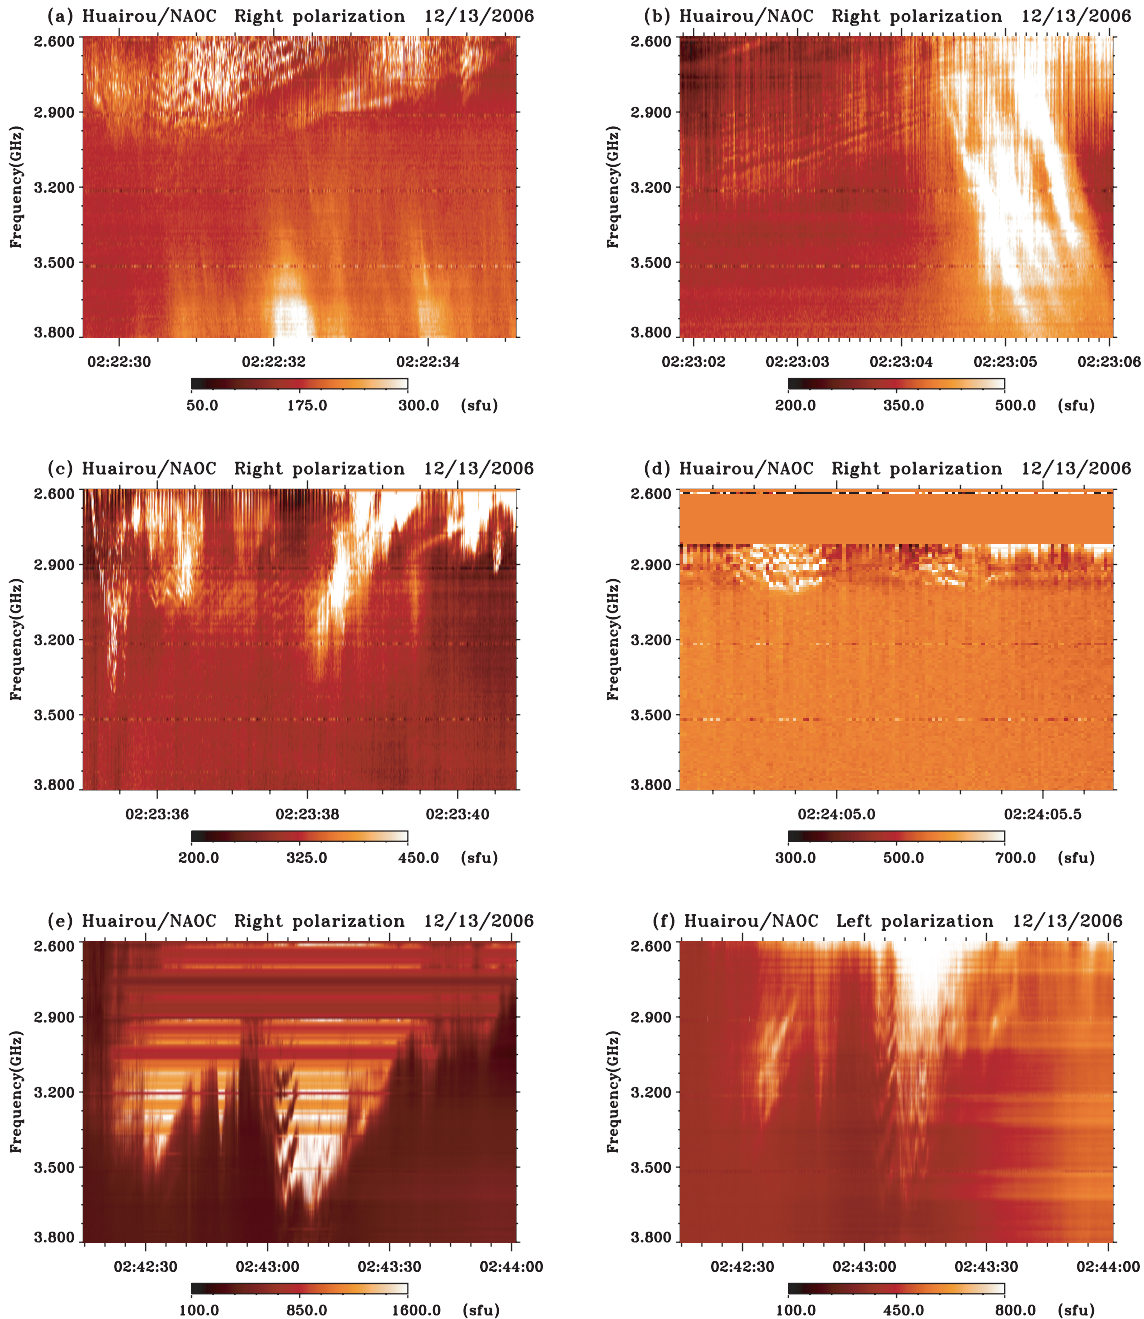 (a) Huairou/NAOC Right polarization 12/13/2006
Frequency(GHz)
2.600
2.900
3.200
3.500
3.800
02:22:30 02:22:32 02:22:34
50.0 175.0 300.0 (sfu)
(b) Huairou/NAOC Right polarization 12/13/2006
Frequency(GHz)
2.600
2.900
3.200
3.500
3.800
02:23:02 02:23:03 02:23:04 02:23:05 02:23:06
200.0 350.0 500.0 (sfu)
(c) Huairou/NAOC Right polarization 12/13/2006
Frequency(GHz)
2.600
2.900
3.200
3.500
3.800
02:23:36 02:23:38 02:23:40
200.0 325.0 450.0 (sfu)
(d) Huairou/NAOC Right polarization 12/13/2006
Frequency(GHz)
2.600
2.900
3.200
3.500
3.800
02:24:05.0 02:24:05.5
300.0 500.0 700.0 (sfu)
(e) Huairou/NAOC Right polarization 12/13/2006
Frequency(GHz)
2.600
2.900
3.200
3.500
3.800
02:42:30 02:43:00 02:43:30 02:44:00
100.0 850.0 1600.0 (sfu)
(f) Huairou/NAOC Left polarization 12/13/2006
Frequency(GHz)
2.600
2.900
3.200
3.500
3.800
02:42:30 02:43:00 02:43:30 02:44:00
100.0 450.0 800.0 (sfu)